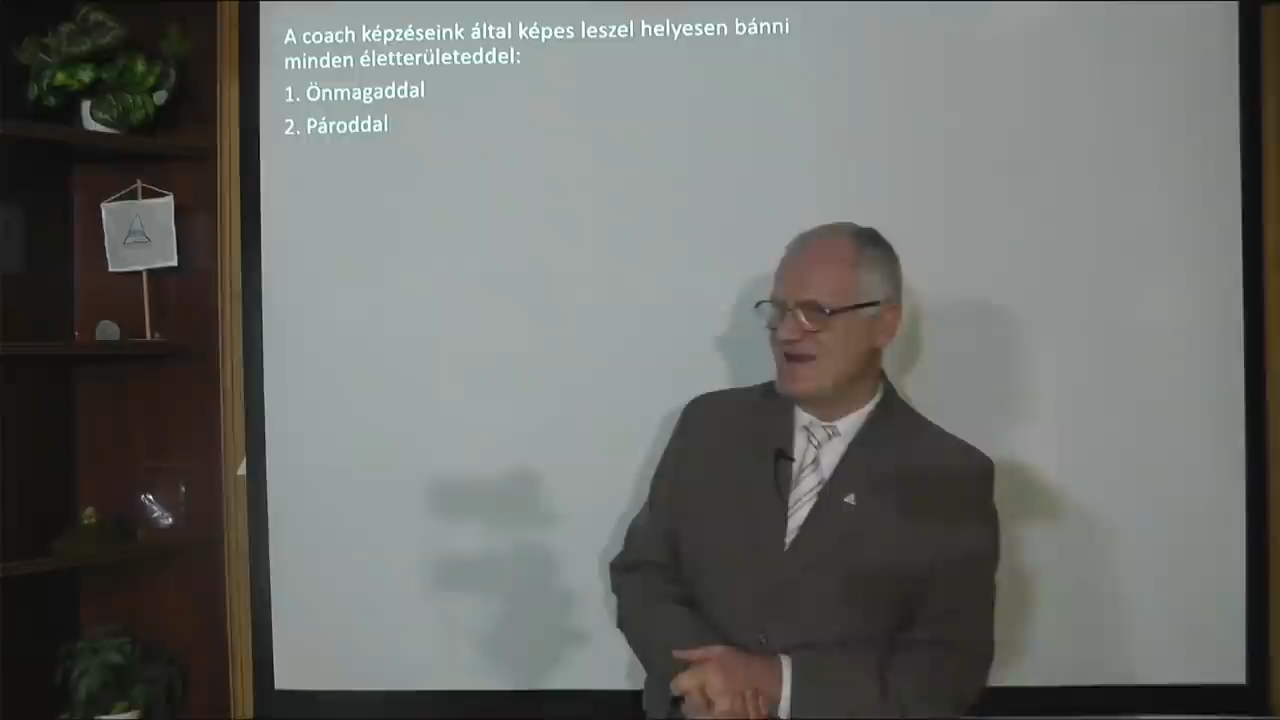 A coach képzéseink által képes leszel helyesen bánni
minden életterületeddel:
1. Önmagaddal
2. Pároddal